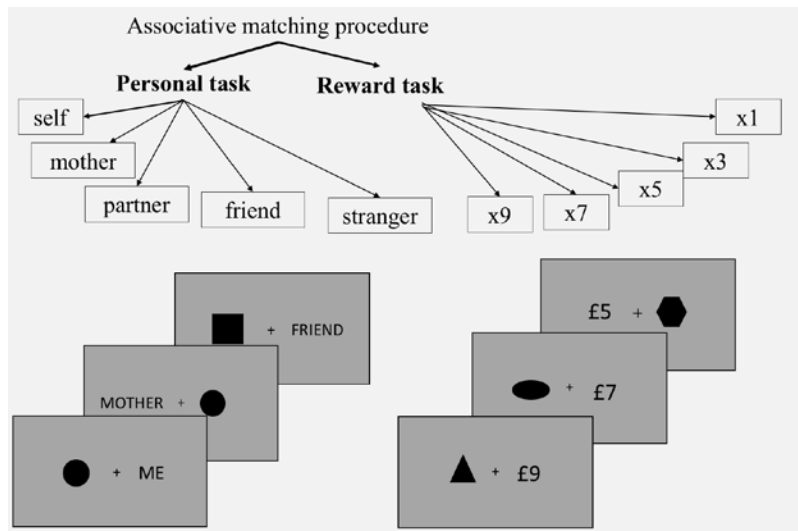 Associative matching procedure
Personal task
Reward task
self
mother
partner
friend
stranger
x9
x7
x5
x3
x1
+ FRIEND
MOTHER +
+ ME
£5 +
+ £7
+ £9